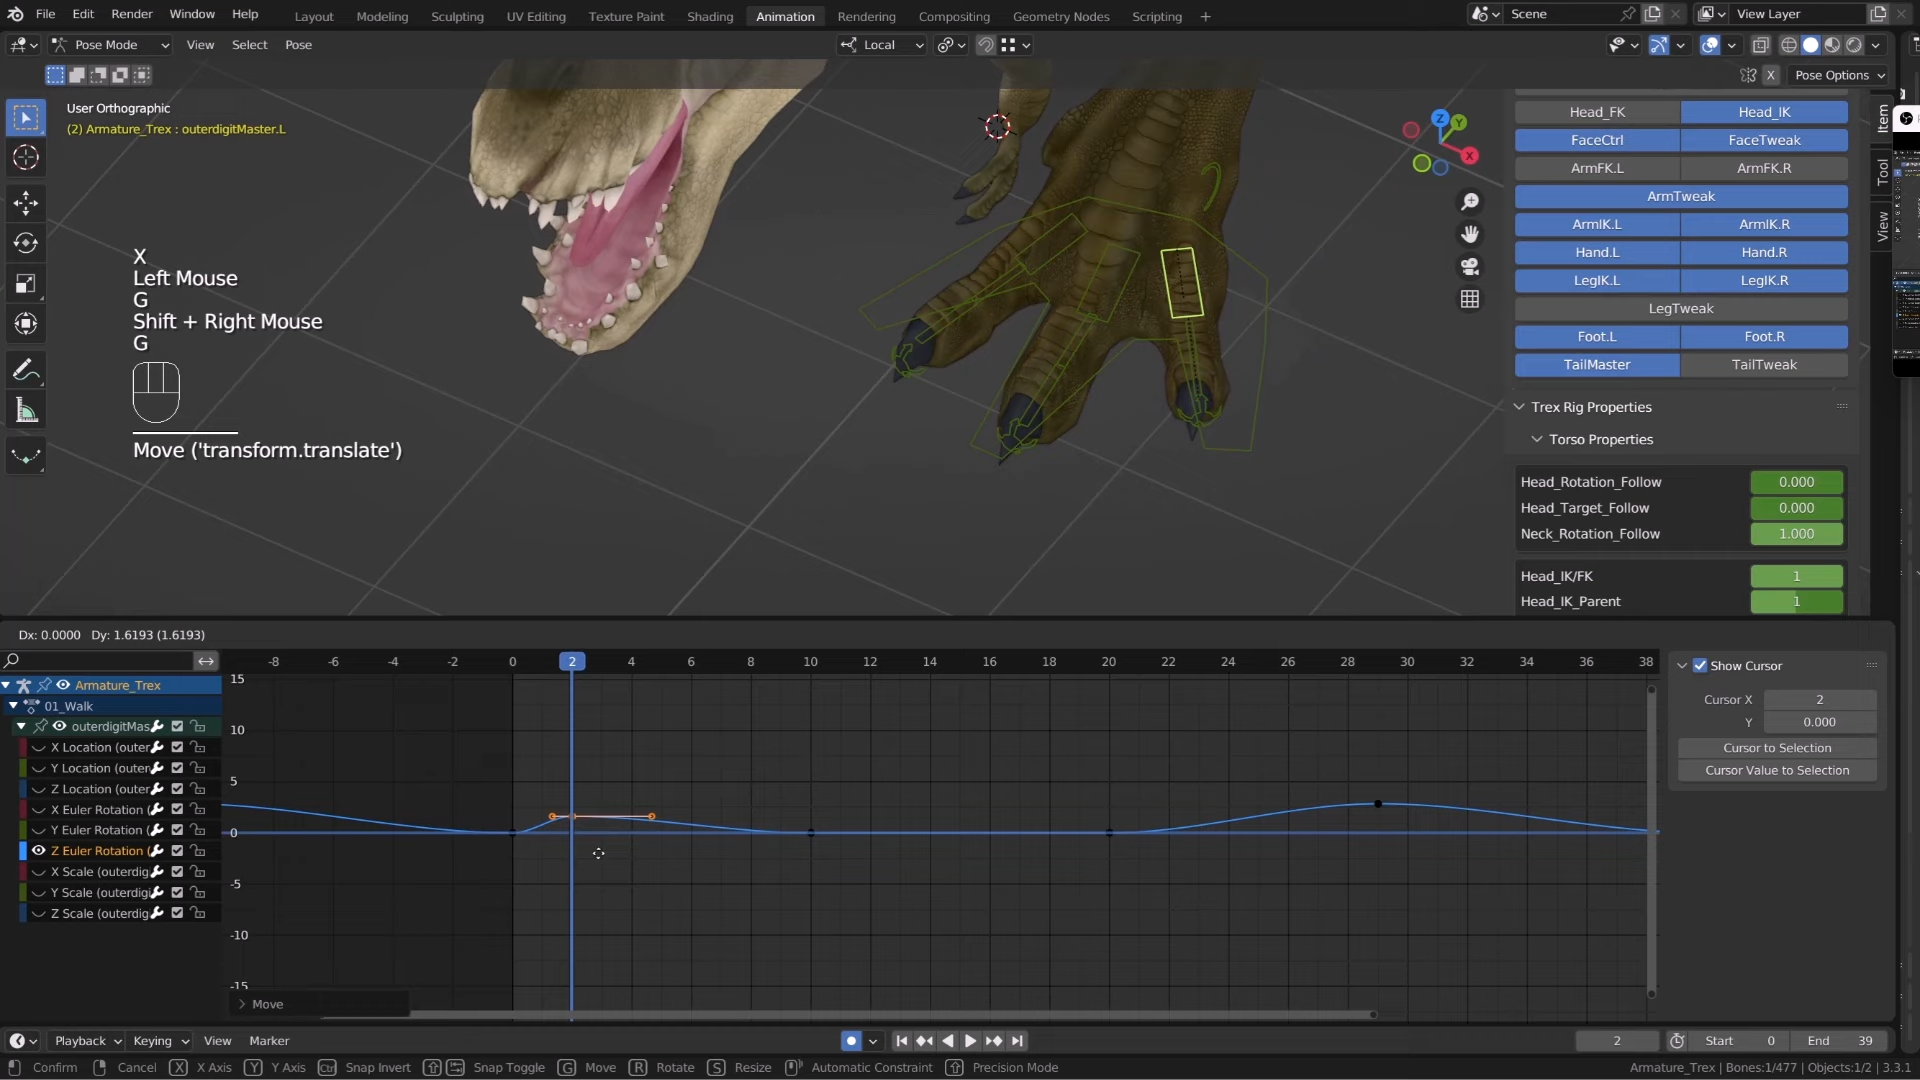 File Edit Render Window Help Layout Modeling Sculpting UV Editing Texture Paint Shading Animation Rendering Compositing Geometry Nodes Scripting + Scene View Layer
Pose Mode View Select Pose Local
X Pose Options
User Orthographic
(2) Armature_Trex : outerdigitMaster.L
X
Left Mouse
G
Shift + Right Mouse
G
Move ('transform.translate')
Z
Y
X
Head_FK Head_IK
FaceCtrl FaceTweak
ArmFK.L ArmFK.R
ArmTweak
ArmIK.L ArmIK.R
Hand.L Hand.R
LegIK.L LegIK.R
LegTweak
Foot.L Foot.R
TailMaster TailTweak
Item
Tool
View
Trex Rig Properties
Torso Properties
Head_Rotation_Follow 0.000
Head_Target_Follow 0.000
Neck_Rotation_Follow 1.000
Head_IK/FK 1
Head_IK_Parent 1
Dx: 0.0000 Dy: 1.6193 (1.6193)
-8 -6 -4 -2 0 2 4 6 8 10 12 14 16 18 20 22 24 26 28 30 32 34 36 38
15
10
5
0
-5
-10
-15
Armature_Trex
01_Walk
outerdigitMas
X Location (outer
Y Location (outer
Z Location (outer
X Euler Rotation (
Y Euler Rotation (
Z Euler Rotation (
X Scale (outerdig
Y Scale (outerdigi
Z Scale (outerdig
Move
Show Cursor
Cursor X 2
Y 0.000
Cursor to Selection
Cursor Value to Selection
Playback Keying View Marker 2 Start 0 End 39
Confirm Cancel X X Axis Y Y Axis Ctrl Snap Invert Snap Toggle G Move R Rotate S Resize Automatic Constraint Precision Mode Armature_Trex | Bones:1/477 | Objects:1/2 | 3.3.1